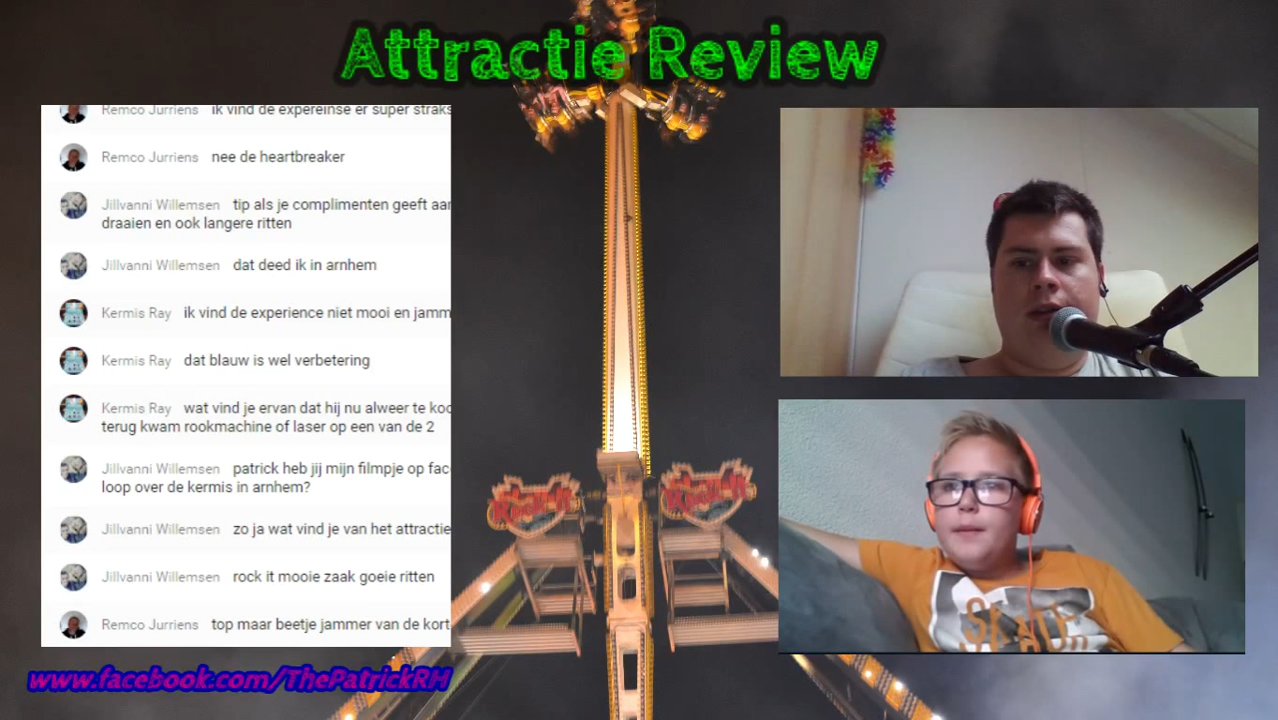 Attractie Review
Remco Jurriens ik vind de expereinse er super straks
Remco Jurriens nee de heartbreaker
Jillvanni Willemsen tip als je complimenten geeft aan
draaien en ook langere ritten
Jillvanni Willemsen dat deed ik in arnhem
Kermis Ray ik vind de experience niet mooi en jamm
Kermis Ray dat blauw is wel verbetering
Kermis Ray wat vind je ervan dat hij nu alweer te koo
terug kwam rookmachine of laser op een van de 2
Jillvanni Willemsen patrick heb jij mijn filmpje op fac
loop over de kermis in arnhem?
Jillvanni Willemsen zo ja wat vind je van het attractie
Jillvanni Willemsen rock it mooie zaak goeie ritten
Remco Jurriens top maar beetje jammer van de kort
www.facebook.com/ThePatrickRH
SKATE